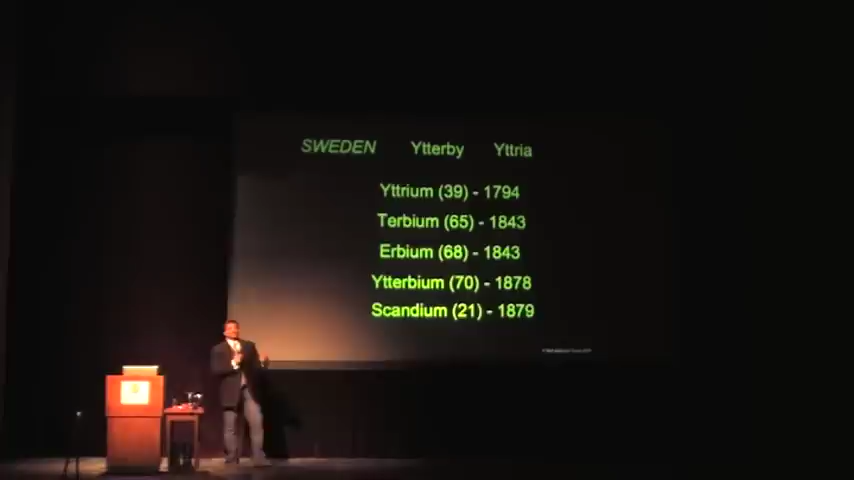 SWEDEN Ytterby Yttria
Yttrium (39) - 1794
Terbium (65) - 1843
Erbium (68) - 1843
Ytterbium (70) - 1878
Scandium (21) - 1879